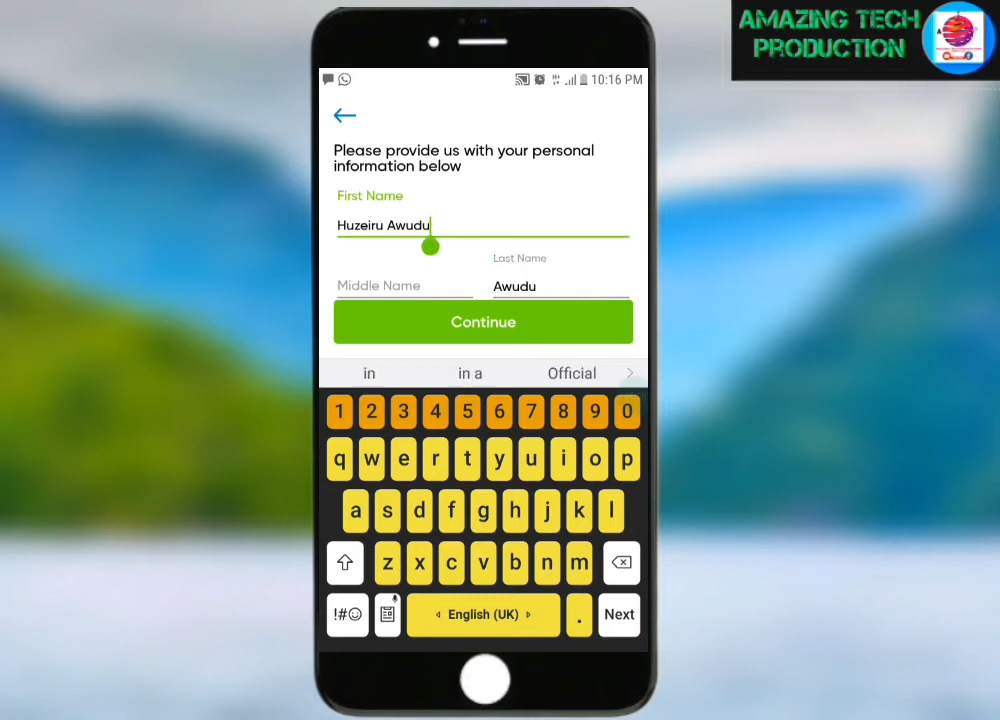 AMAZING TECH
PRODUCTION
10:16 PM
Please provide us with your personal
information below
First Name
Huzeiru Awudu
Last Name
Middle Name
Awudu
Continue
in in a Official
1 2 3 4 5 6 7 8 9 0
q w e r t y u i o p
a s d f g h j k l
z x c v b n m
!#☺ English (UK) . Next